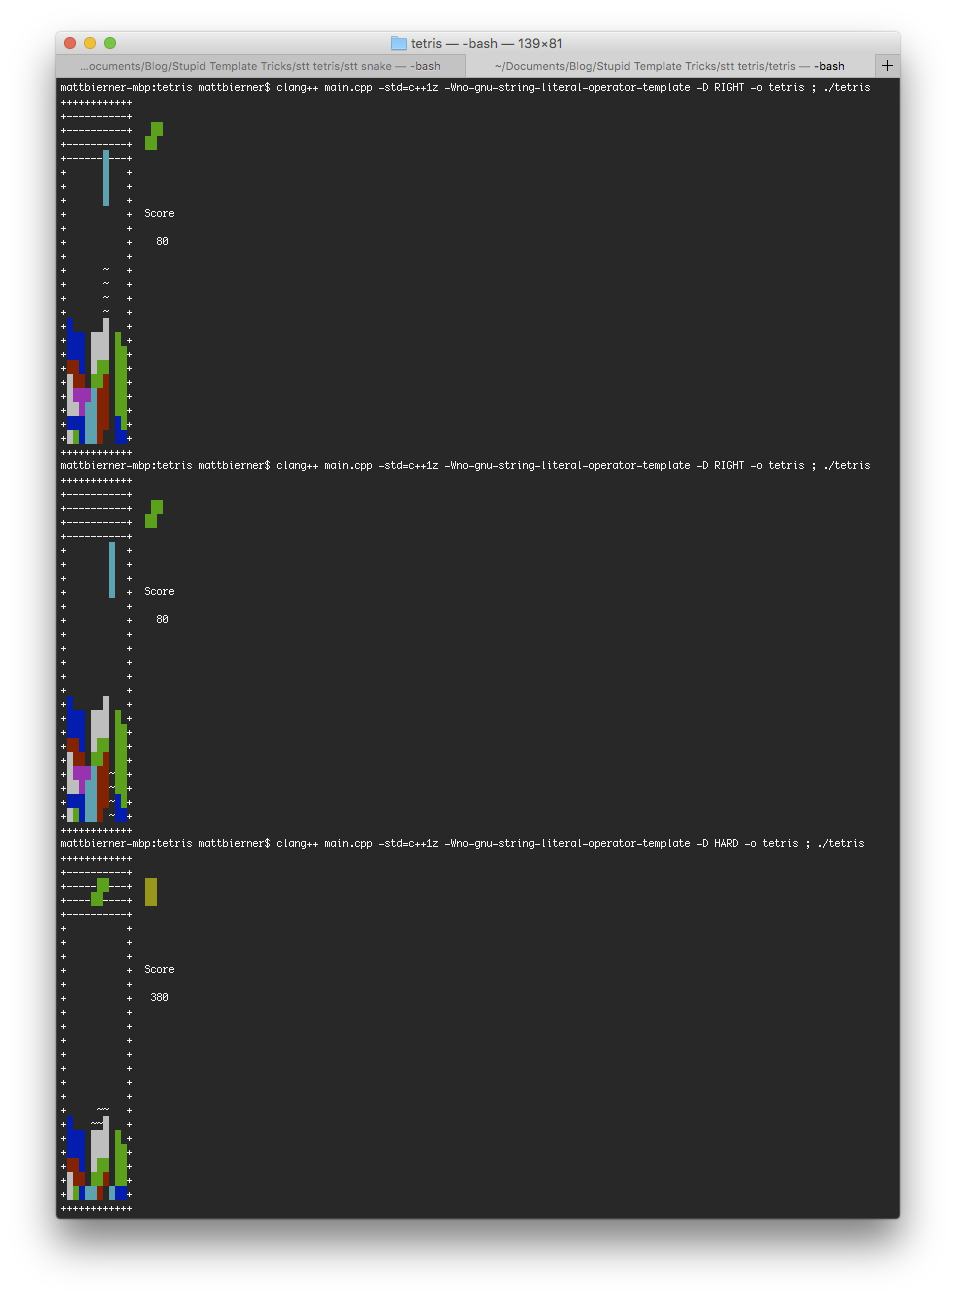 tetris — -bash — 139×81
...ocuments/Blog/Stupid Template Tricks/stt tetris/stt snake — -bash
~/Documents/Blog/Stupid Template Tricks/stt tetris/tetris — -bash +
mattbierner-mbp:tetris mattbierner$ clang++ main.cpp -std=c++1z -Wno-gnu-string-literal-operator-template -D RIGHT -o tetris ; ./tetris
++++++++++++
+----------+
+----------+
+----------+
+------ ---+
+          +
+          +
+          +
+          +  Score
+          +
+          +    80
+          +
+      ~   +
+      ~   +
+      ~   +
+      ~   +
+          +
+          +
+          +
+          +
+          +
+          +
+          +
+          +
+          +
++++++++++++
mattbierner-mbp:tetris mattbierner$ clang++ main.cpp -std=c++1z -Wno-gnu-string-literal-operator-template -D RIGHT -o tetris ; ./tetris
++++++++++++
+----------+
+----------+
+----------+
+----------+
+          +
+          +
+          +
+          +  Score
+          +
+          +    80
+          +
+          +
+          +
+          +
+          +
+          +
+          +
+          +
+          +
+          +
+       ~  +
+       ~  +
+       ~  +
+       ~  +
++++++++++++
mattbierner-mbp:tetris mattbierner$ clang++ main.cpp -std=c++1z -Wno-gnu-string-literal-operator-template -D HARD -o tetris ; ./tetris
++++++++++++
+----------+
+-----  ---+
+----  ----+
+----------+
+          +
+          +
+          +
+          +  Score
+          +
+          +   380
+          +
+          +
+          +
+          +
+          +
+          +
+          +
+     ~~   +
+    ~~    +
+          +
+          +
+          +
+          +
+          +
++++++++++++